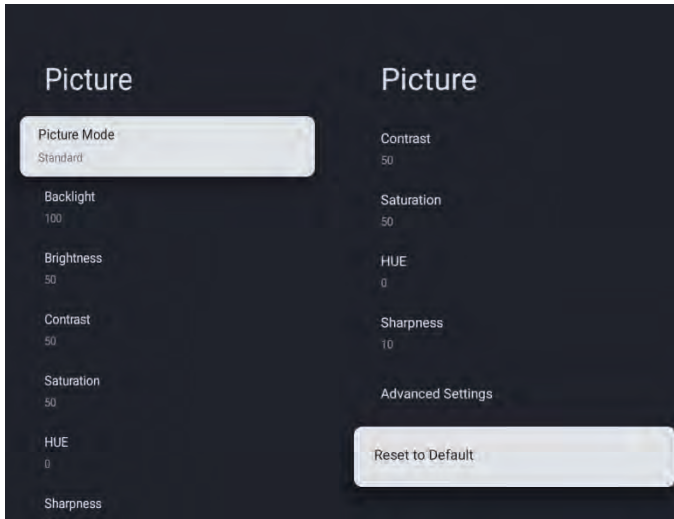 Picture
Picture Mode
Standard
Backlight
100
Brightness
50
Contrast
50
Saturation
50
HUE
0
Sharpness
Picture
Contrast
50
Saturation
50
HUE
0
Sharpness
10
Advanced Settings
Reset to Default